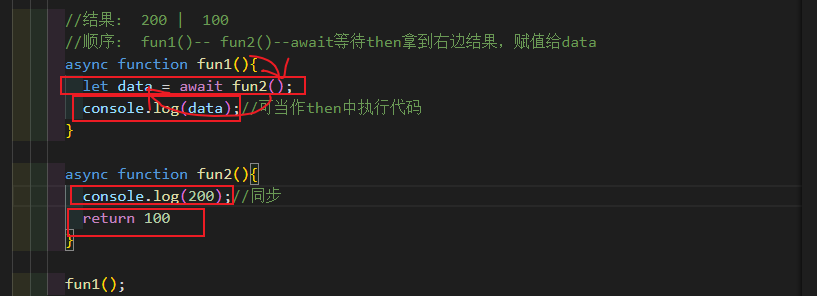 //结果: 200 | 100
//顺序: fun1()-- fun2()--await等待then拿到右边结果, 赋值给data
async function fun1(){
let data = await fun2();
console.log(data);//可当作then中执行代码
}
async function fun2(){
console.log(200);//同步
return 100
}
fun1();